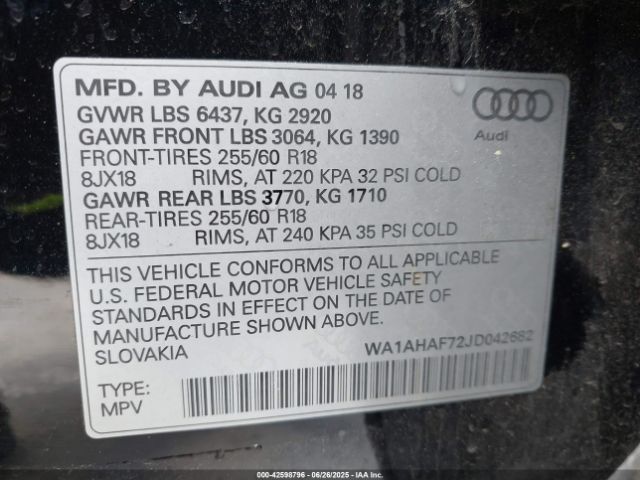 MFD. BY AUDI AG 04 18
GVWR LBS 6437, KG 2920
GAWR FRONT LBS 3064, KG 1390
FRONT-TIRES 255/60 R18
8JX18 RIMS, AT 220 KPA 32 PSI COLD
GAWR REAR LBS 3770, KG 1710
REAR-TIRES 255/60 R18
8JX18 RIMS, AT 240 KPA 35 PSI COLD
Audi
THIS VEHICLE CONFORMS TO ALL APPLICABLE
U.S. FEDERAL MOTOR VEHICLE SAFETY
STANDARDS IN EFFECT ON THE DATE OF
MANUFACTURE SHOWN ABOVE.
SLOVAKIA
WA1AHAF72JD042682
TYPE:
MPV
000-42598796 - 06/26/2025 - IAA